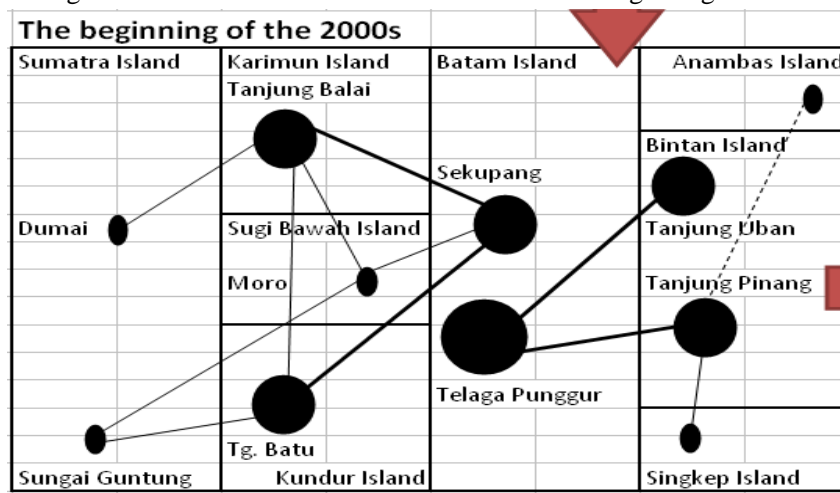 The beginning of the 2000s
Sumatra Island
Karimun Island
Batam Island
Anambas Island
Tanjung Balai
Bintan Island
Sekupang
Dumai
Sugi Bawah Island
Tanjung Uban
Moro
Tanjung Pinang
Telaga Punggur
Tg. Batu
Sungai Guntung
Kundur Island
Singkep Island